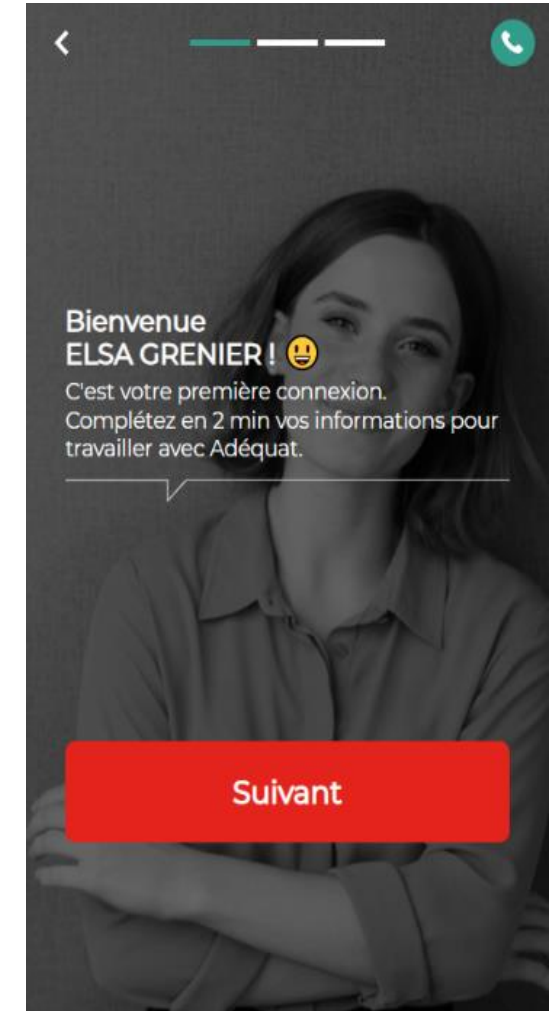 Bienvenue
ELSA GRENIER ! 😃
C'est votre première connexion.
Complétez en 2 min vos informations pour
travailler avec Adéquat.
Suivant